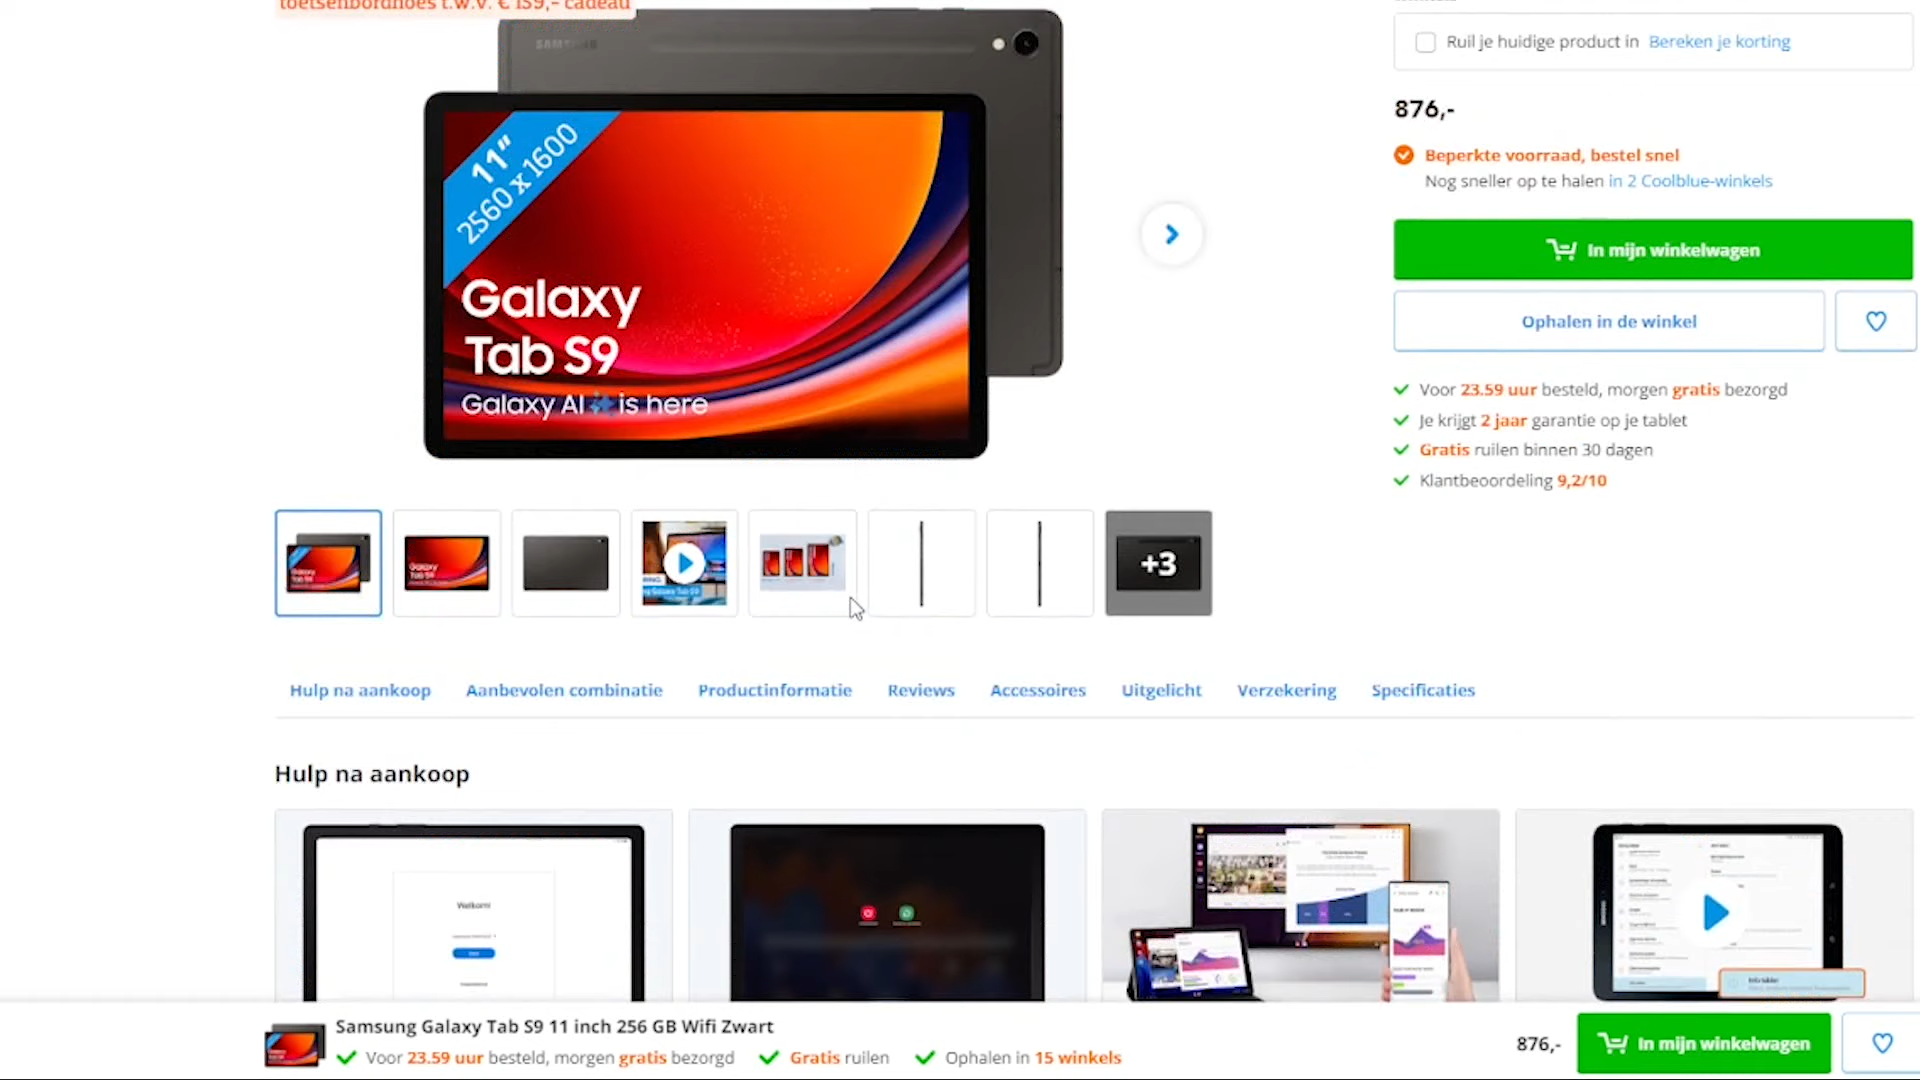 toetsenbordhoes t.w.v. € 159,- cadeau
SAMSUNG
11"
2560 x 1600
Galaxy
Tab S9
Galaxy AI is here
Ruil je huidige product in Bereken je korting
876,-
Beperkte voorraad, bestel snel
Nog sneller op te halen in 2 Coolblue-winkels
In mijn winkelwagen
Ophalen in de winkel
Voor 23.59 uur besteld, morgen gratis bezorgd
Je krijgt 2 jaar garantie op je tablet
Gratis ruilen binnen 30 dagen
Klantbeoordeling 9,2/10
+3
Hulp na aankoop Aanbevolen combinatie Productinformatie Reviews Accessoires Uitgelicht Verzekering Specificaties
Hulp na aankoop
Samsung Galaxy Tab S9 11 inch 256 GB Wifi Zwart
Voor 23.59 uur besteld, morgen gratis bezorgd Gratis ruilen Ophalen in 15 winkels
876,- In mijn winkelwagen